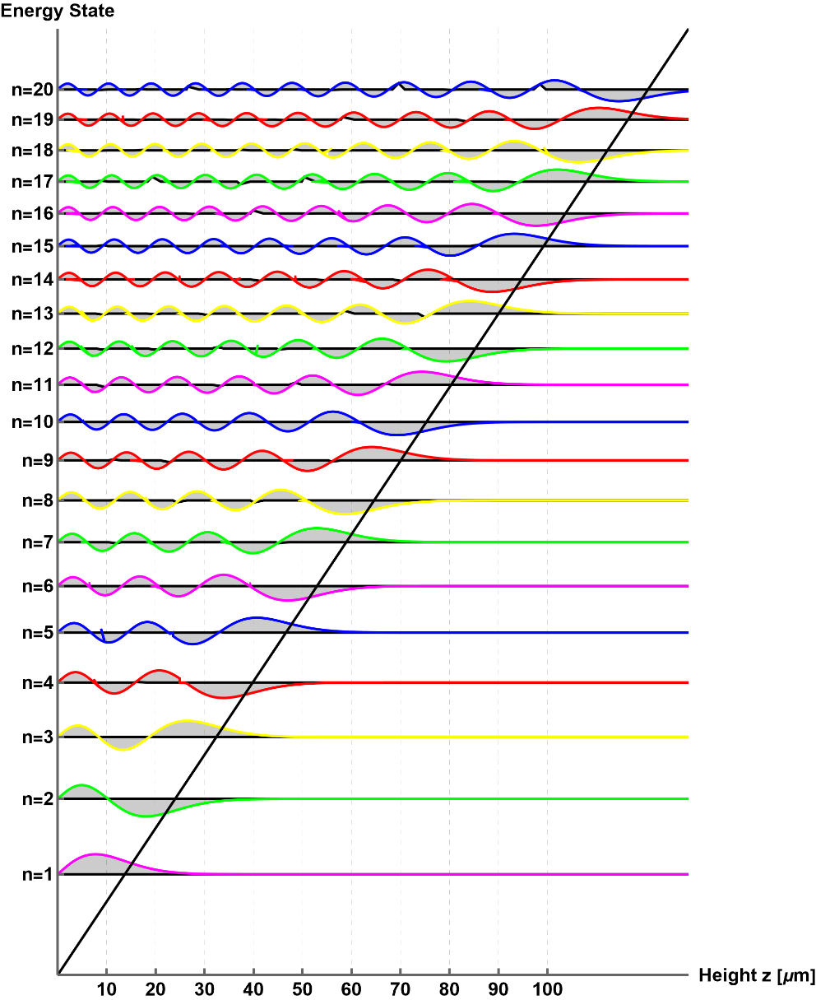 Energy State
n=20
n=19
n=18
n=17
n=16
n=15
n=14
n=13
n=12
n=11
n=10
n=9
n=8
n=7
n=6
n=5
n=4
n=3
n=2
n=1
10 20 30 40 50 60 70 80 90 100
Height z [μm]